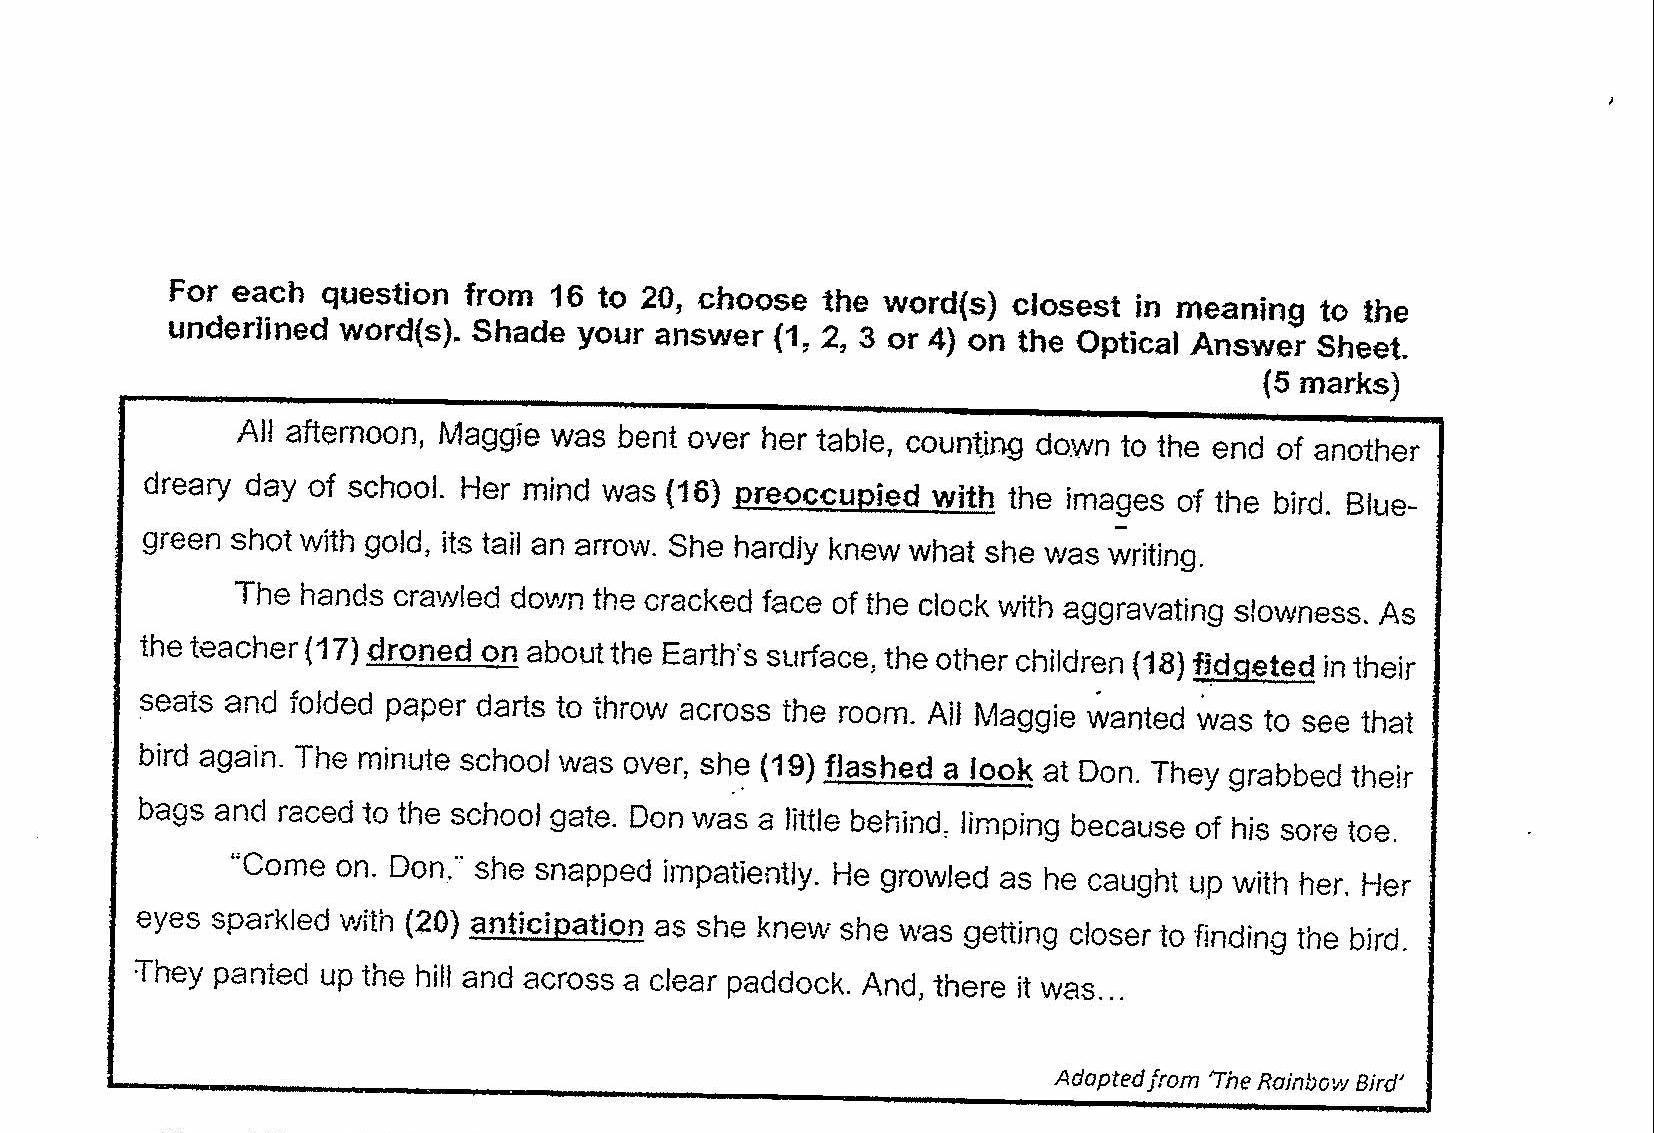 For each question from 16 to 20, choose the word(s) closest in meaning to the
underlined word(s). Shade your answer (1, 2, 3 or 4) on the Optical Answer Sheet.
(5 marks)
All afternoon, Maggie was bent over her table, counting down to the end of another
dreary day of school. Her mind was (16) preoccupied with the images of the bird. Blue-
green shot with gold, its tail an arrow. She hardly knew what she was writing.
The hands crawled down the cracked face of the clock with aggravating slowness. As
the teacher (17) droned on about the Earth's surface, the other children (18) fidgeted in their
seats and folded paper darts to throw across the room. All Maggie wanted was to see that
bird again. The minute school was over, she (19) flashed a look at Don. They grabbed their
bags and raced to the school gate. Don was a little behind, limping because of his sore toe.
"Come on. Don," she snapped impatiently. He growled as he caught up with her. Her
eyes sparkled with (20) anticipation as she knew she was getting closer to finding the bird.
They panted up the hill and across a clear paddock. And, there it was...
Adapted from 'The Rainbow Bird'